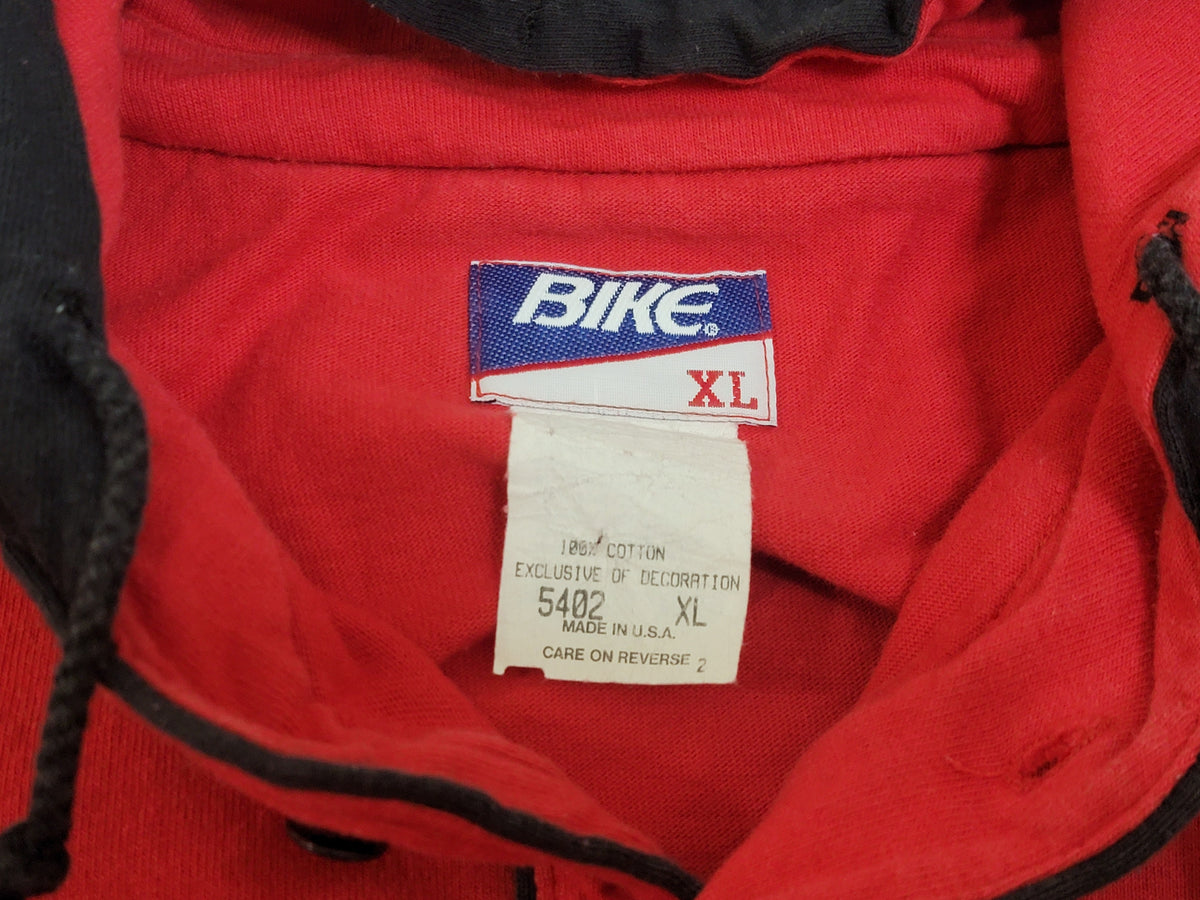 BIKE®
XL
100% COTTON
EXCLUSIVE OF DECORATION
5402 XL
MADE IN U.S.A.
CARE ON REVERSE 2